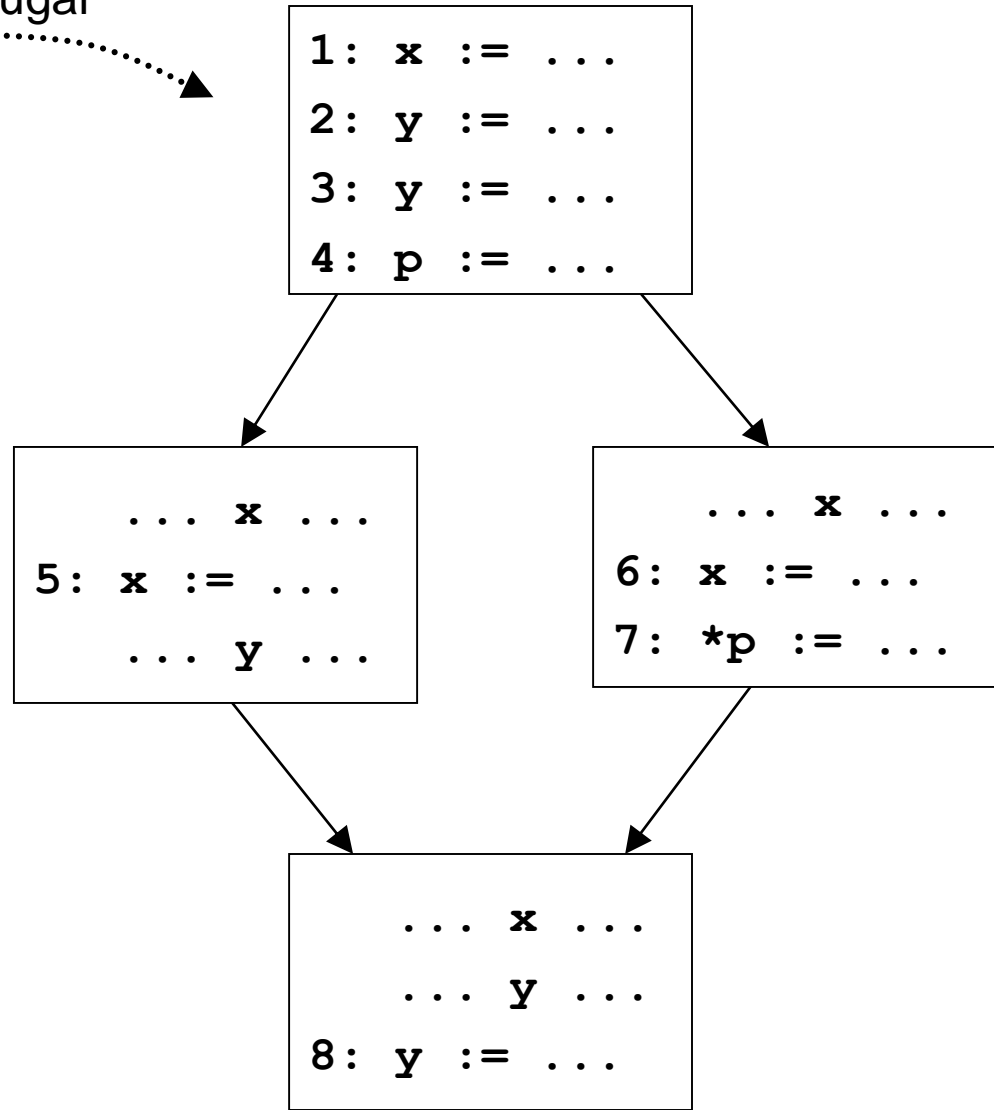 1: x := ...
2: y := ...
3: y := ...
4: p := ...
... x ...
5: x := ...
... y ...
... x ...
6: x := ...
7: *p := ...
... x ...
... y ...
8: y := ...